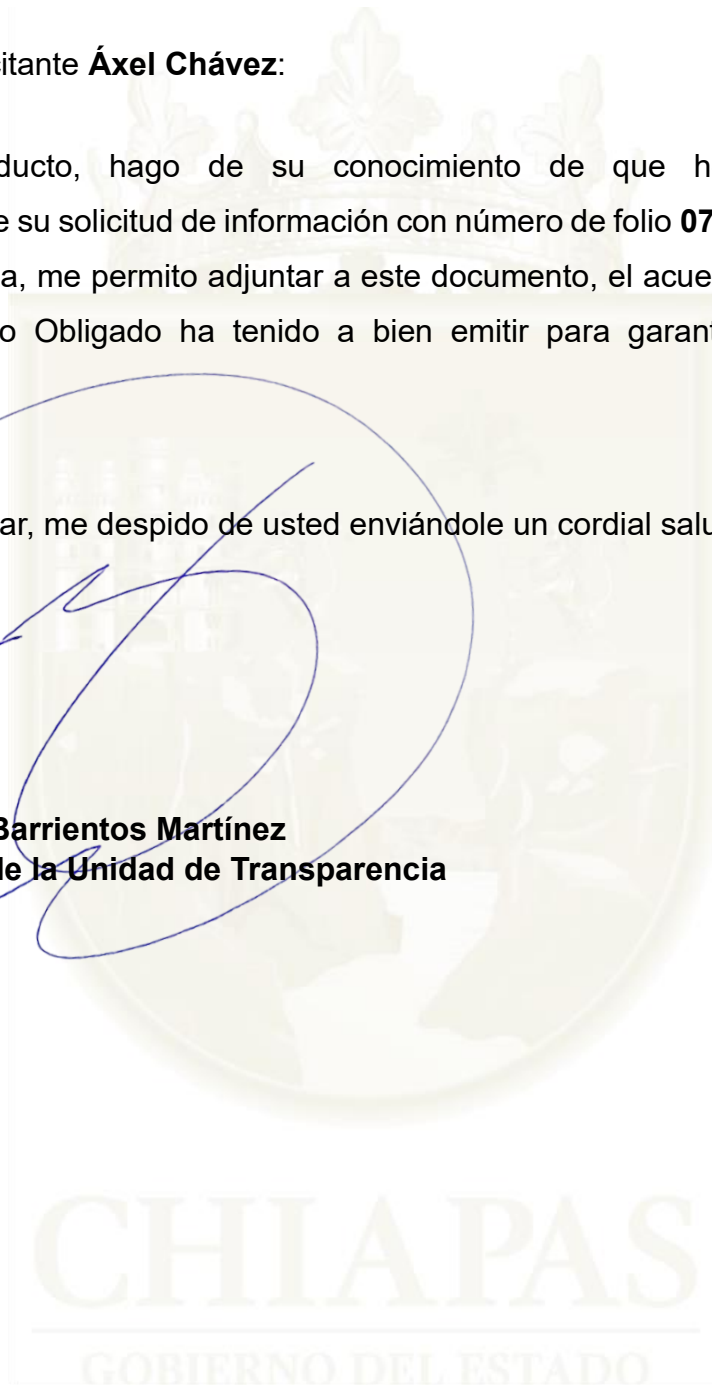 itante Áxel Chávez:
ducto, hago de su conocimiento de que h
e su solicitud de información con número de folio 07
a, me permito adjuntar a este documento, el acue
o Obligado ha tenido a bien emitir para garant
ar, me despido de usted enviándole un cordial salu
Barrientos Martínez
de la Unidad de Transparencia
CHIAPAS
GOBIERNO DEL ESTADO